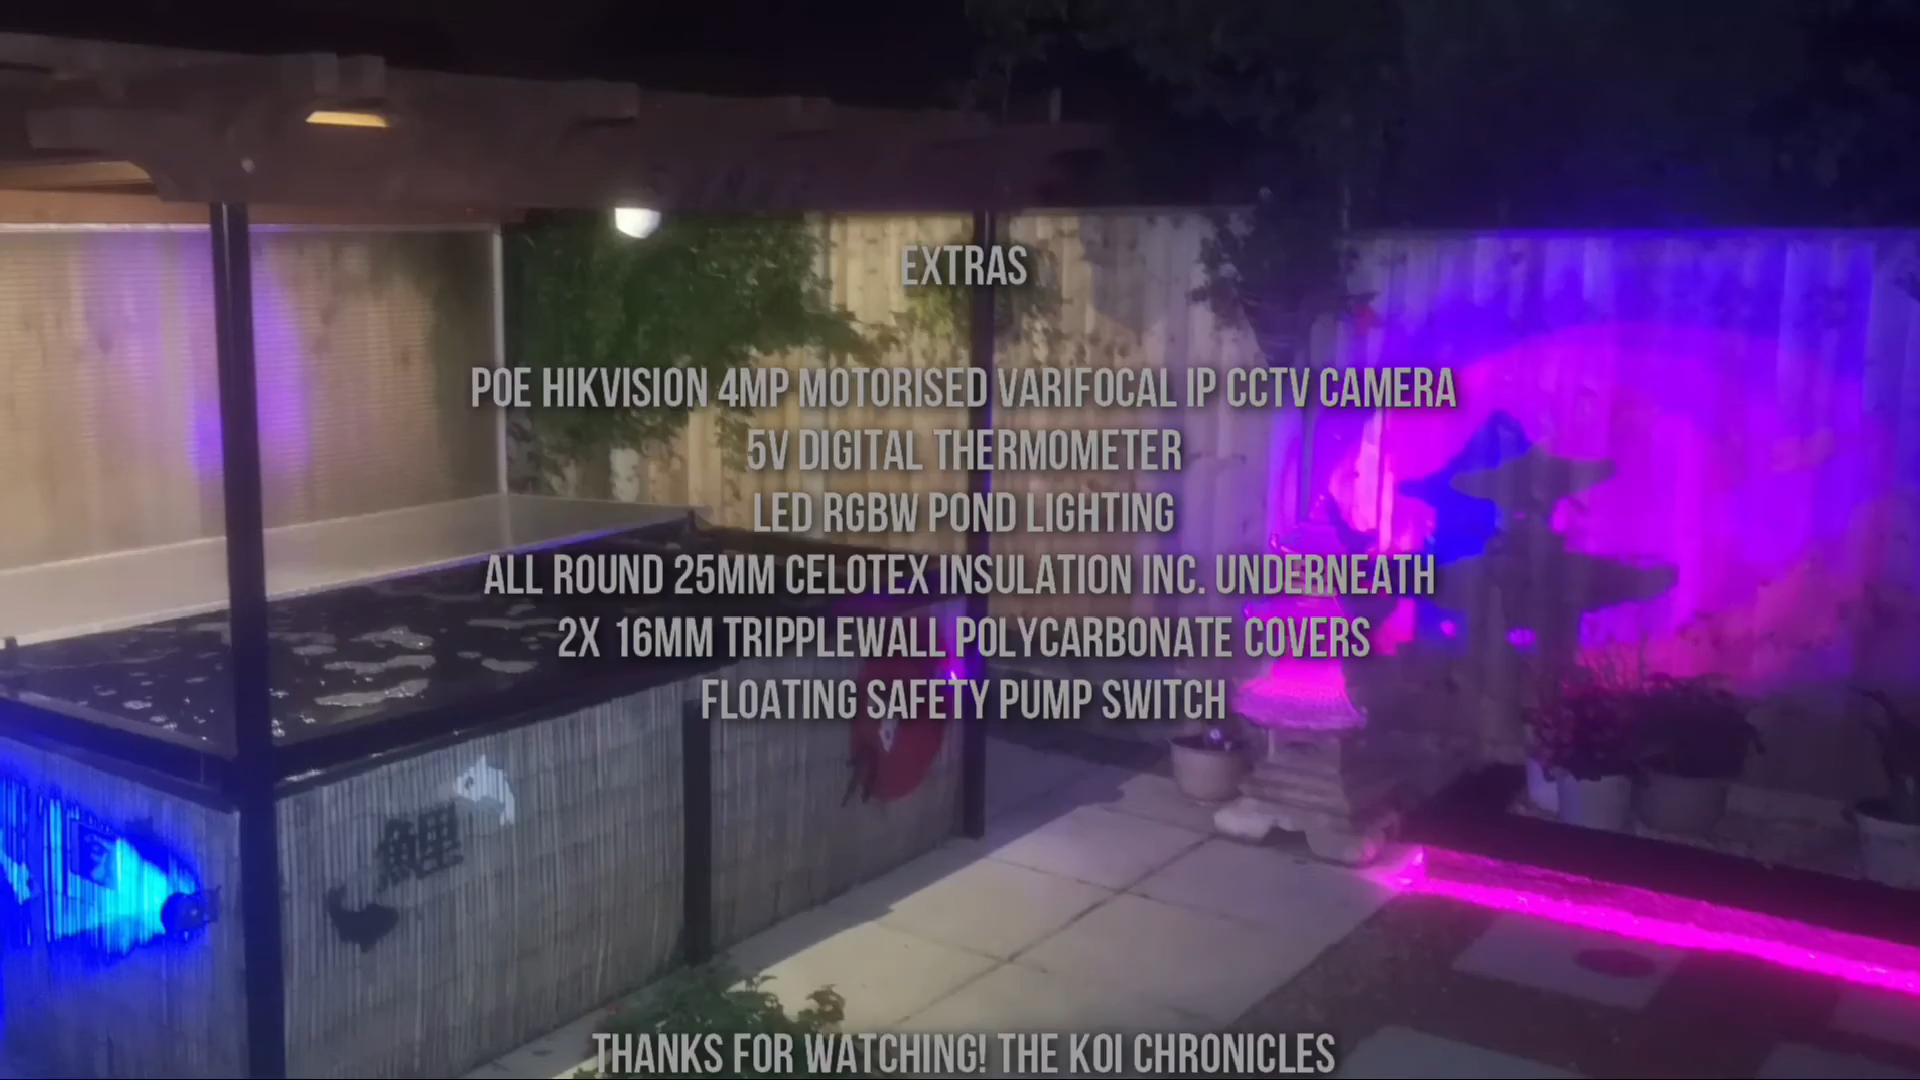 EXTRAS
POE HIKVISION 4MP MOTORISED VARIFOCAL IP CCTV CAMERA
5V DIGITAL THERMOMETER
LED RGBW POND LIGHTING
ALL ROUND 25MM CELOTEX INSULATION INC. UNDERNEATH
2X 16MM TRIPPLEWALL POLYCARBONATE COVERS
FLOATING SAFETY PUMP SWITCH
鯉
THANKS FOR WATCHING! THE KOI CHRONICLES